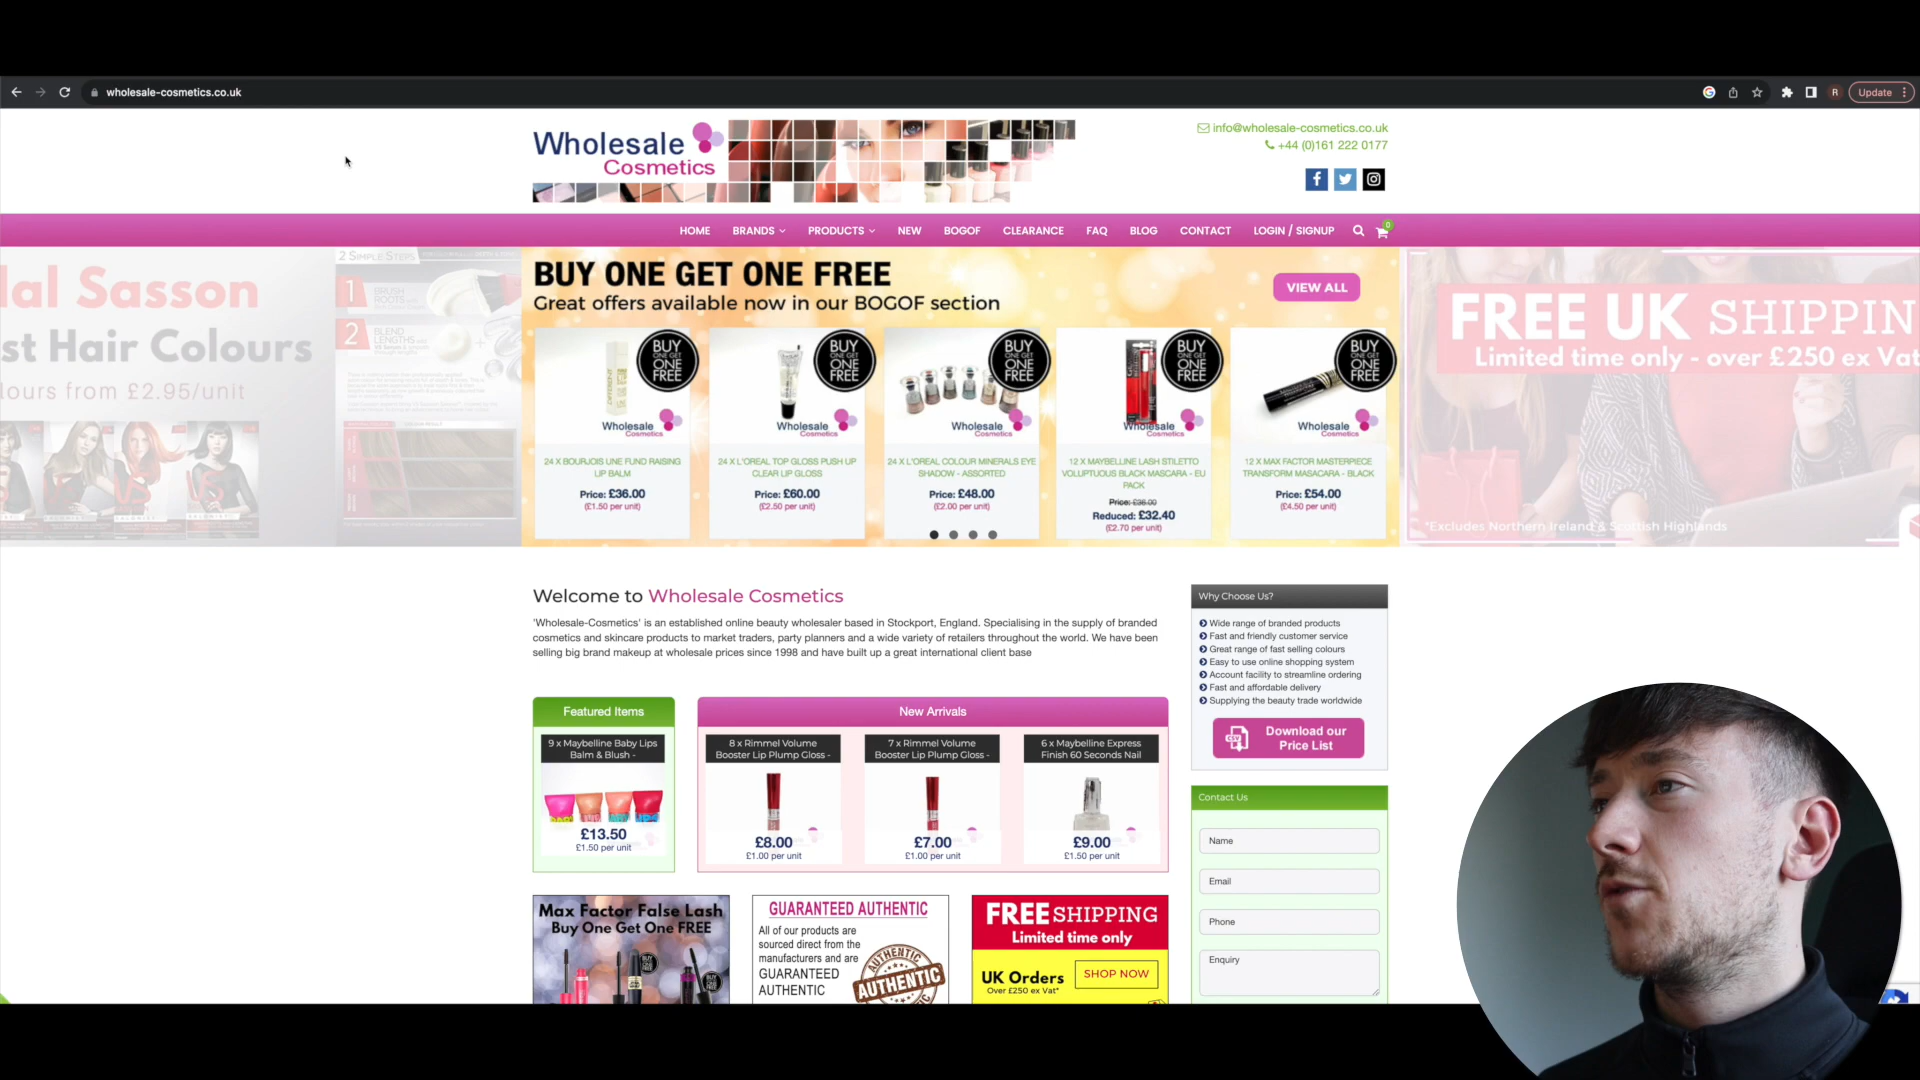 wholesale-cosmetics.co.uk
R
Update
Wholesale
Cosmetics
info@wholesale-cosmetics.co.uk
+44 (0)161 222 0177
HOME BRANDS PRODUCTS NEW BOGOF CLEARANCE FAQ BLOG CONTACT LOGIN / SIGNUP 0
dal Sasson
st Hair Colours
lours from £2.95/unit
2 SIMPLE STEPS
1 BRUSH
ROOTS
2 BLEND
LENGTHS
BUY ONE GET ONE FREE
Great offers available now in our BOGOF section
VIEW ALL
BUY ONE GET ONE FREE
BUY ONE GET ONE FREE
BUY ONE GET ONE FREE
BUY ONE GET ONE FREE
BUY ONE GET ONE FREE
Wholesale Cosmetics
Wholesale Cosmetics
Wholesale Cosmetics
Wholesale Cosmetics
Wholesale Cosmetics
24 X BOURJOIS UNE FUND RAISING
LIP BALM
Price: £36.00
(£1.50 per unit)
24 X L'OREAL TOP GLOSS PUSH UP
CLEAR LIP GLOSS
Price: £60.00
(£2.50 per unit)
24 X L'OREAL COLOUR MINERALS EYE
SHADOW - ASSORTED
Price: £48.00
(£2.00 per unit)
12 X MAYBELLINE LASH STILETTO
VOLUPTUOUS BLACK MASCARA - EU
PACK
Price: £36.00
Reduced: £32.40
(£2.70 per unit)
12 X MAX FACTOR MASTERPIECE
TRANSFORM MASACARA - BLACK
Price: £54.00
(£4.50 per unit)
FREE UK SHIPPIN
Limited time only - over £250 ex Vat
*Excludes Northern Ireland & Scottish Highlands
Welcome to Wholesale Cosmetics
'Wholesale-Cosmetics' is an established online beauty wholesaler based in Stockport, England. Specialising in the supply of branded
cosmetics and skincare products to market traders, party planners and a wide variety of retailers throughout the world. We have been
selling big brand makeup at wholesale prices since 1998 and have built up a great international client base
Why Choose Us?
Wide range of branded products
Fast and friendly customer service
Great range of fast selling colours
Easy to use online shopping system
Account facility to streamline ordering
Fast and affordable delivery
Supplying the beauty trade worldwide
CSV
Download our
Price List
Featured Items
9 x Maybelline Baby Lips
Balm & Blush -
£13.50
£1.50 per unit
New Arrivals
8 x Rimmel Volume
Booster Lip Plump Gloss -
£8.00
£1.00 per unit
7 x Rimmel Volume
Booster Lip Plump Gloss -
£7.00
£1.00 per unit
6 x Maybelline Express
Finish 60 Seconds Nail
£9.00
£1.50 per unit
Contact Us
Name
Email
Phone
Enquiry
Max Factor False Lash
Buy One Get One FREE
GUARANTEED AUTHENTIC
All of our products are
sourced direct from the
manufacturers and are
GUARANTEED
AUTHENTIC
AUTHENTIC
FREE SHIPPING
Limited time only
UK Orders
Over £250 ex Vat*
SHOP NOW